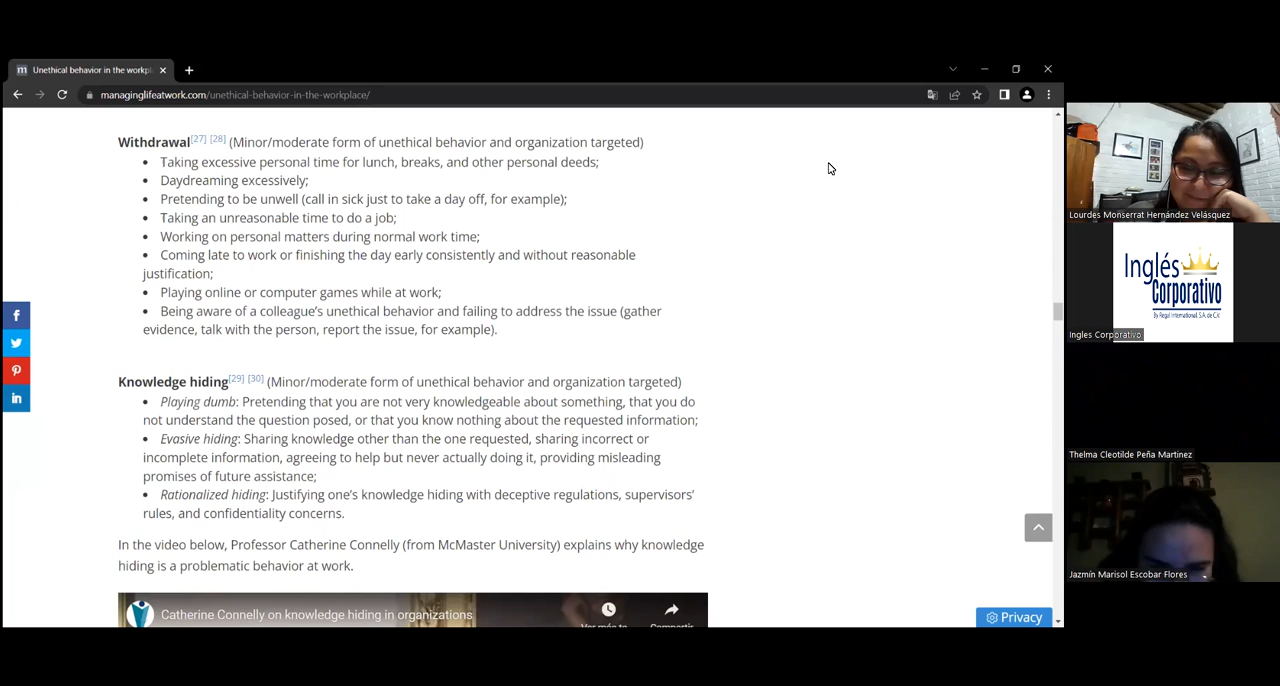 Unethical behavior in the workpl
managinglifeatwork.com/unethical-behavior-in-the-workplace/
Withdrawal[27] [28] (Minor/moderate form of unethical behavior and organization targeted)
• Taking excessive personal time for lunch, breaks, and other personal deeds;
• Daydreaming excessively;
• Pretending to be unwell (call in sick just to take a day off, for example);
• Taking an unreasonable time to do a job;
• Working on personal matters during normal work time;
• Coming late to work or finishing the day early consistently and without reasonable
justification;
• Playing online or computer games while at work;
• Being aware of a colleague's unethical behavior and failing to address the issue (gather
evidence, talk with the person, report the issue, for example).
Knowledge hiding[29] [30] (Minor/moderate form of unethical behavior and organization targeted)
• Playing dumb: Pretending that you are not very knowledgeable about something, that you do
not understand the question posed, or that you know nothing about the requested information;
• Evasive hiding: Sharing knowledge other than the one requested, sharing incorrect or
incomplete information, agreeing to help but never actually doing it, providing misleading
promises of future assistance;
• Rationalized hiding: Justifying one's knowledge hiding with deceptive regulations, supervisors'
rules, and confidentiality concerns.
In the video below, Professor Catherine Connelly (from McMaster University) explains why knowledge
hiding is a problematic behavior at work.
Catherine Connelly on knowledge hiding in organizations
Privacy
Lourdes Monserrat Hernández Velásquez
Inglés
Corporativo
By Regal International, S.A. de C.V.
Ingles Corporativo
Thelma Cleotilde Peña Martinez
Jazmín Marisol Escobar Flores